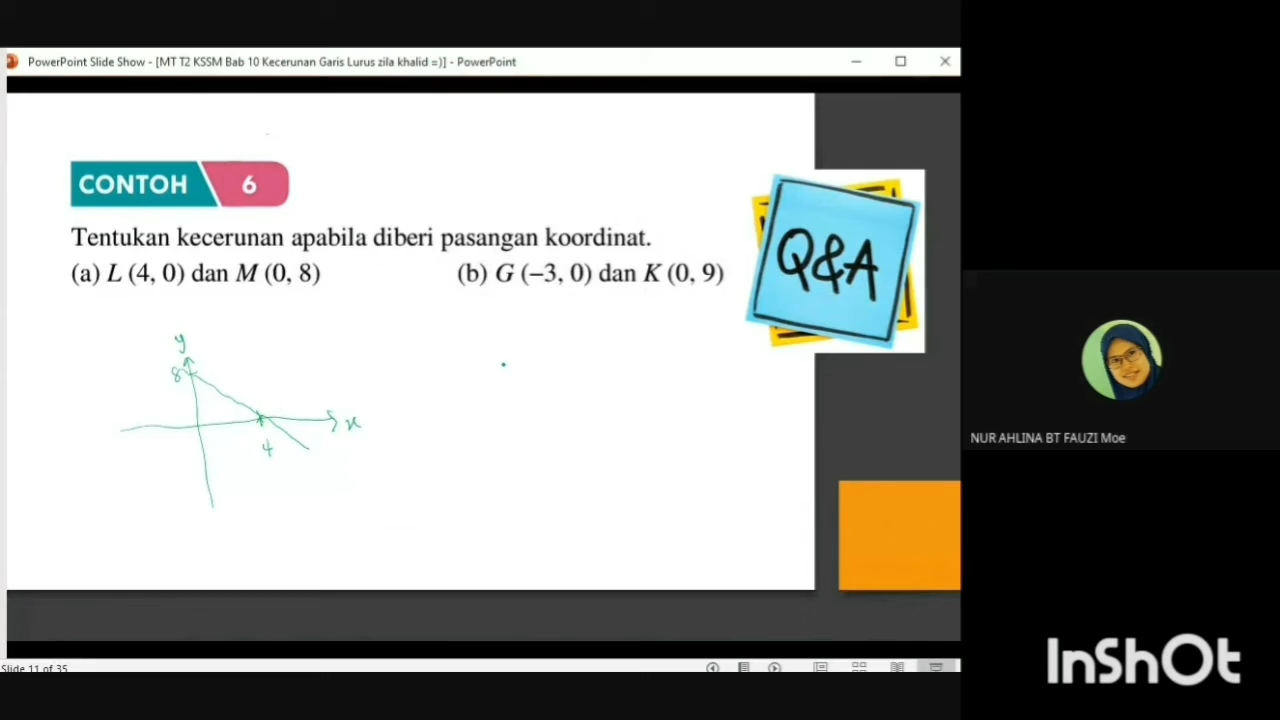 PowerPoint Slide Show - [MT T2 KSSM Bab 10 Kecerunan Garis Lurus zila khalid =)] - PowerPoint
CONTOH 6
Tentukan kecerunan apabila diberi pasangan koordinat.
(a) L (4, 0) dan M (0, 8)
(b) G (–3, 0) dan K (0, 9)
Q&A
y
8
x
4
NUR AHLINA BT FAUZI Moe
Slide 11 of 35
InShOt